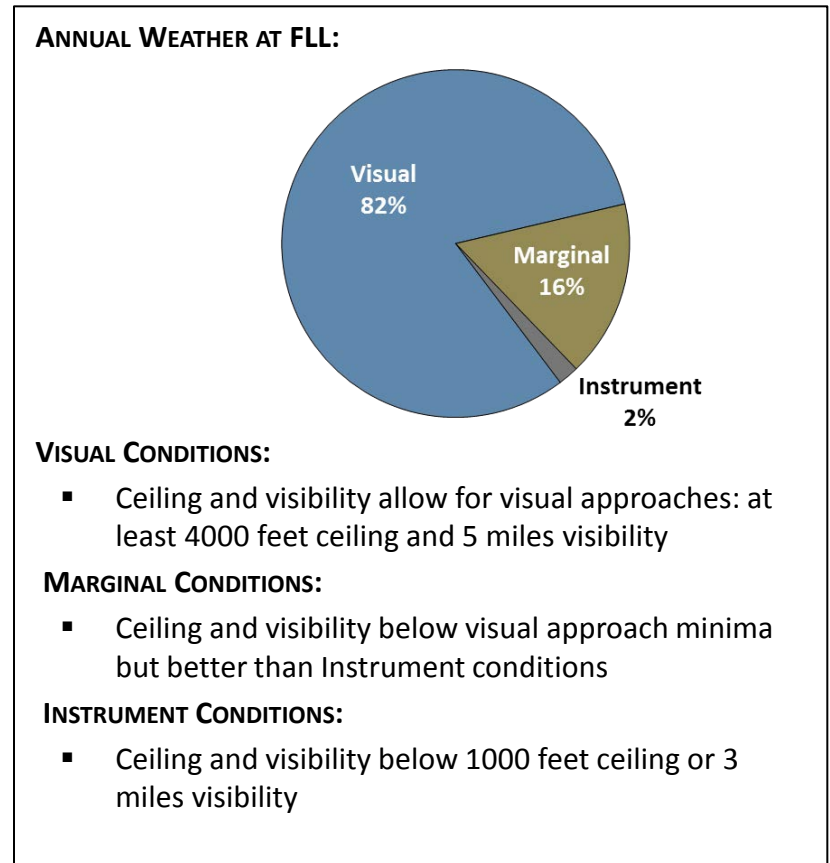 ANNUAL WEATHER AT FLL:
Visual
82%
Marginal
16%
Instrument
2%
VISUAL CONDITIONS:
▪ Ceiling and visibility allow for visual approaches: at
least 4000 feet ceiling and 5 miles visibility
MARGINAL CONDITIONS:
▪ Ceiling and visibility below visual approach minima
but better than Instrument conditions
INSTRUMENT CONDITIONS:
▪ Ceiling and visibility below 1000 feet ceiling or 3
miles visibility